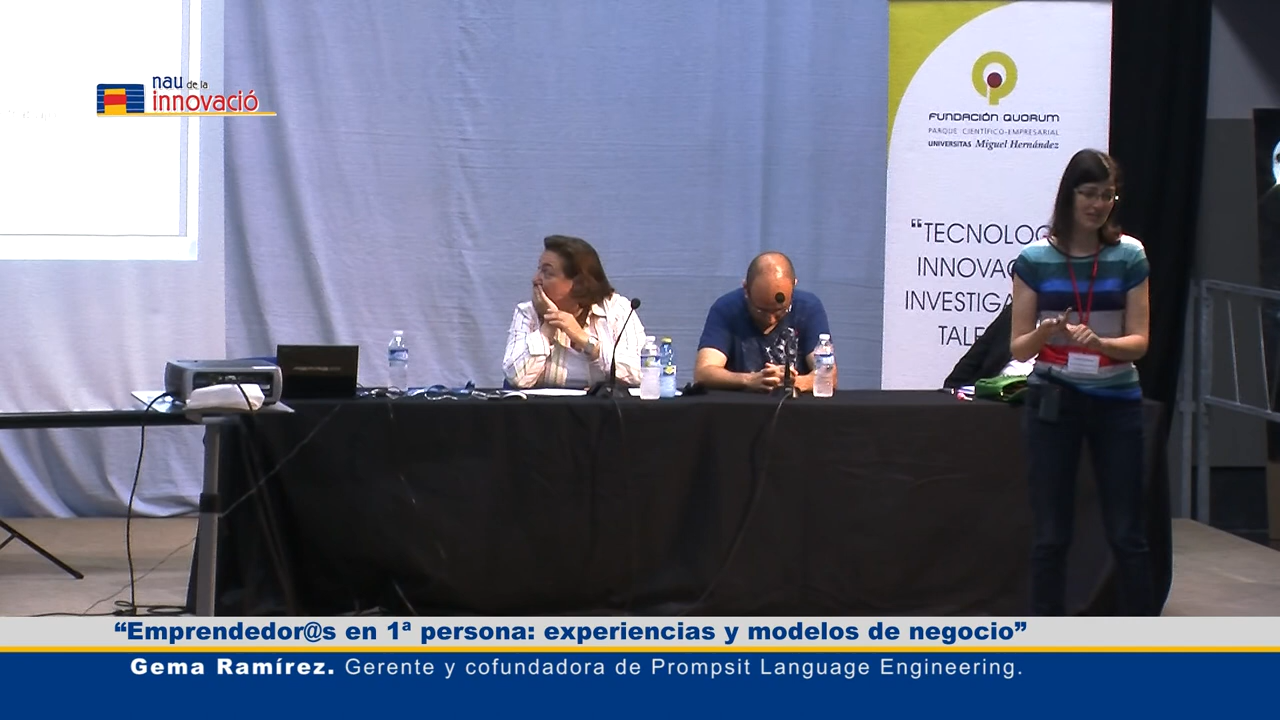 nau de la
innovació
FUNDACIÓN QUORUM
PARQUE CIENTÍFICO-EMPRESARIAL
UNIVERSITAS Miguel Hernández
“TECNOLOG
INNOVAC
INVESTIGA
TALE
“Emprendedor@s en 1ª persona: experiencias y modelos de negocio”
Gema Ramírez. Gerente y cofundadora de Prompsit Language Engineering.